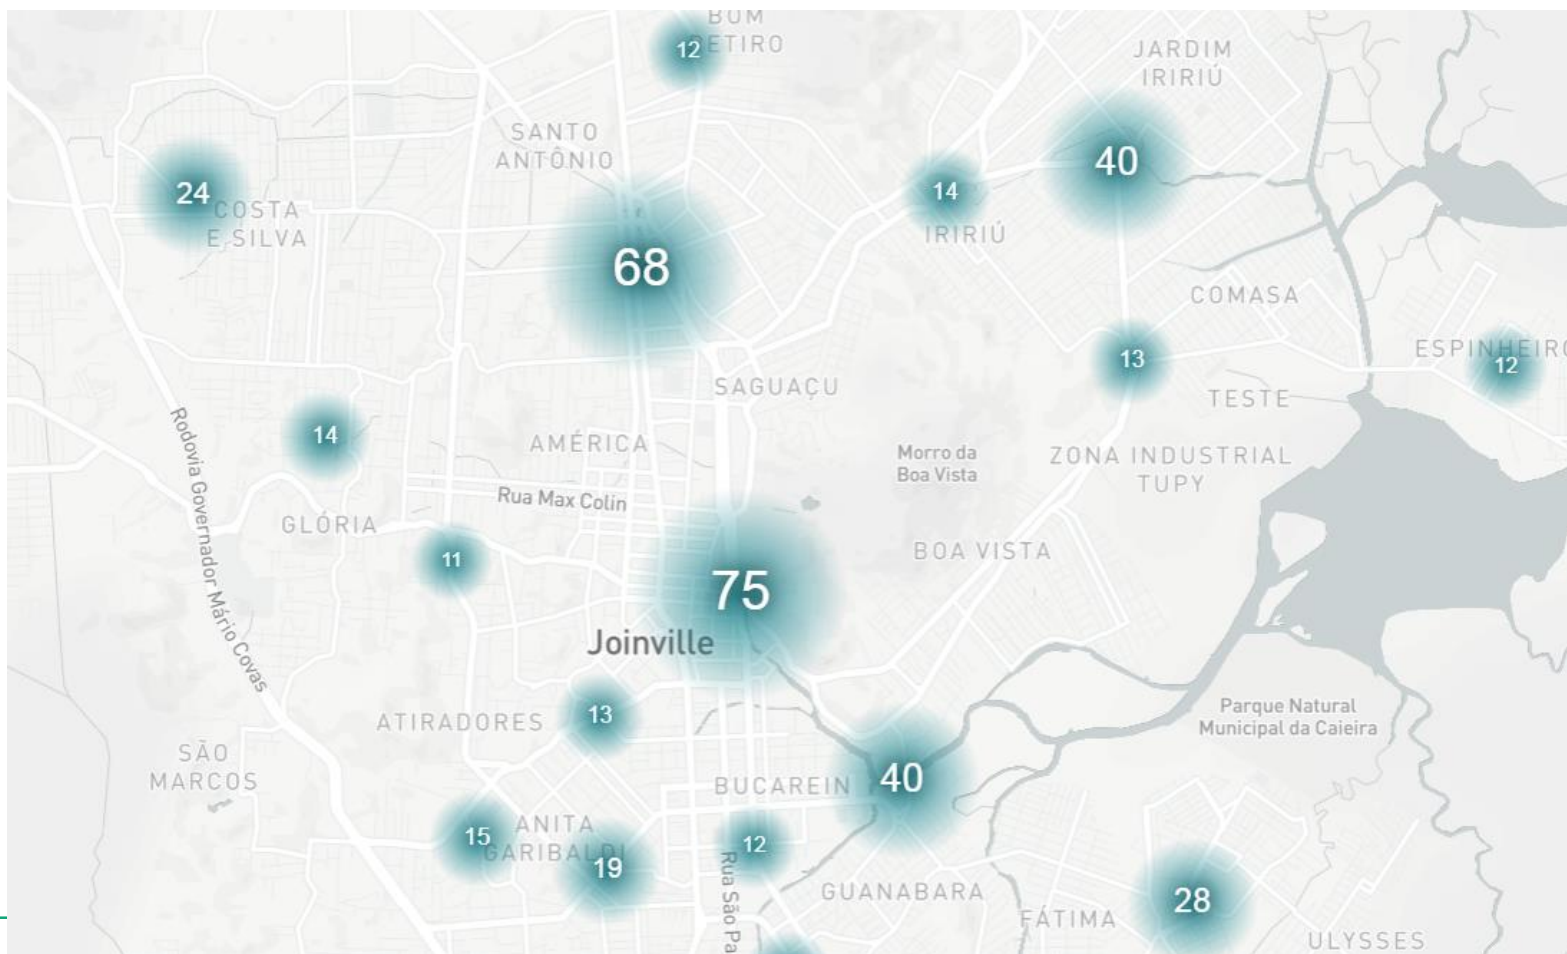 BOM
RETIRO
12
JARDIM
IRIRIÚ
SANTO
ANTÔNIO
40
24
14
COSTA
E SILVA
IRIRIÚ
68
COMASA
13
ESPINHEIRO
12
SAGUAÇU
TESTE
14
AMÉRICA
Morro da
Boa Vista
ZONA INDUSTRIAL
TUPY
Rua Max Colin
Rodovia Governador Mário Covas
GLÓRIA
11
BOA VISTA
75
Joinville
13
ATIRADORES
Parque Natural
Municipal da Caieira
SÃO
MARCOS
40
BUCAREIN
15
ANITA
GARIBALDI
12
19
Rua São Pa
GUANABARA
28
FÁTIMA
ULYSSES